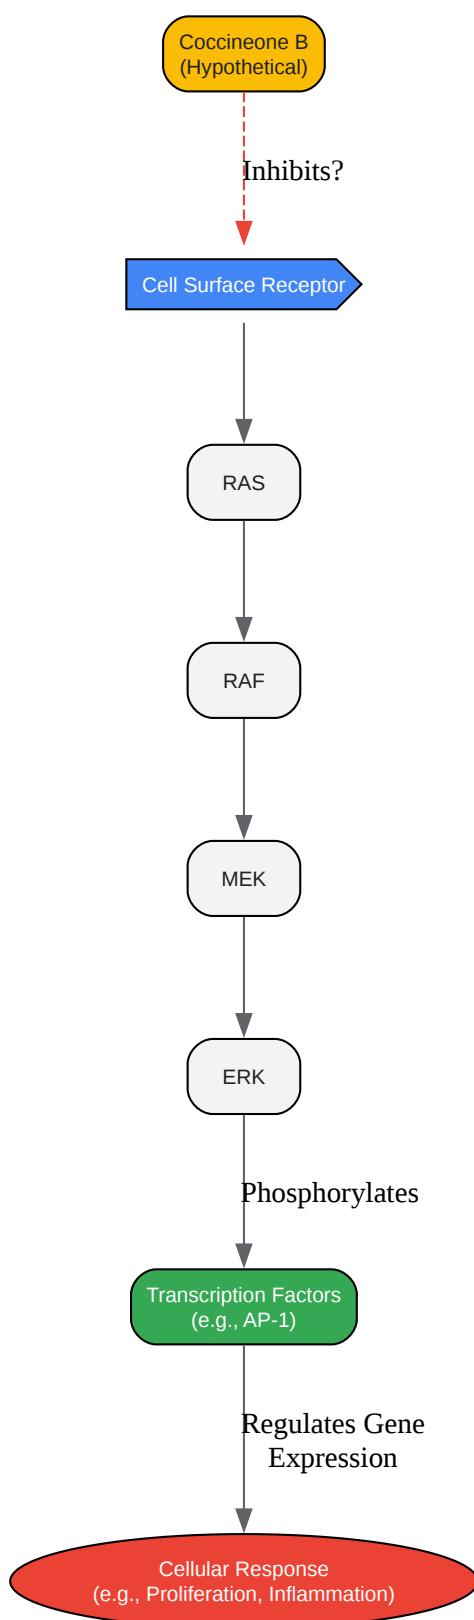 Coccineone B
(Hypothetical)
Inhibits?
Cell Surface Receptor
RAS
RAF
MEK
ERK
Phosphorylates
Transcription Factors
(e.g., AP-1)
Regulates Gene
Expression
Cellular Response
(e.g., Proliferation, Inflammation)